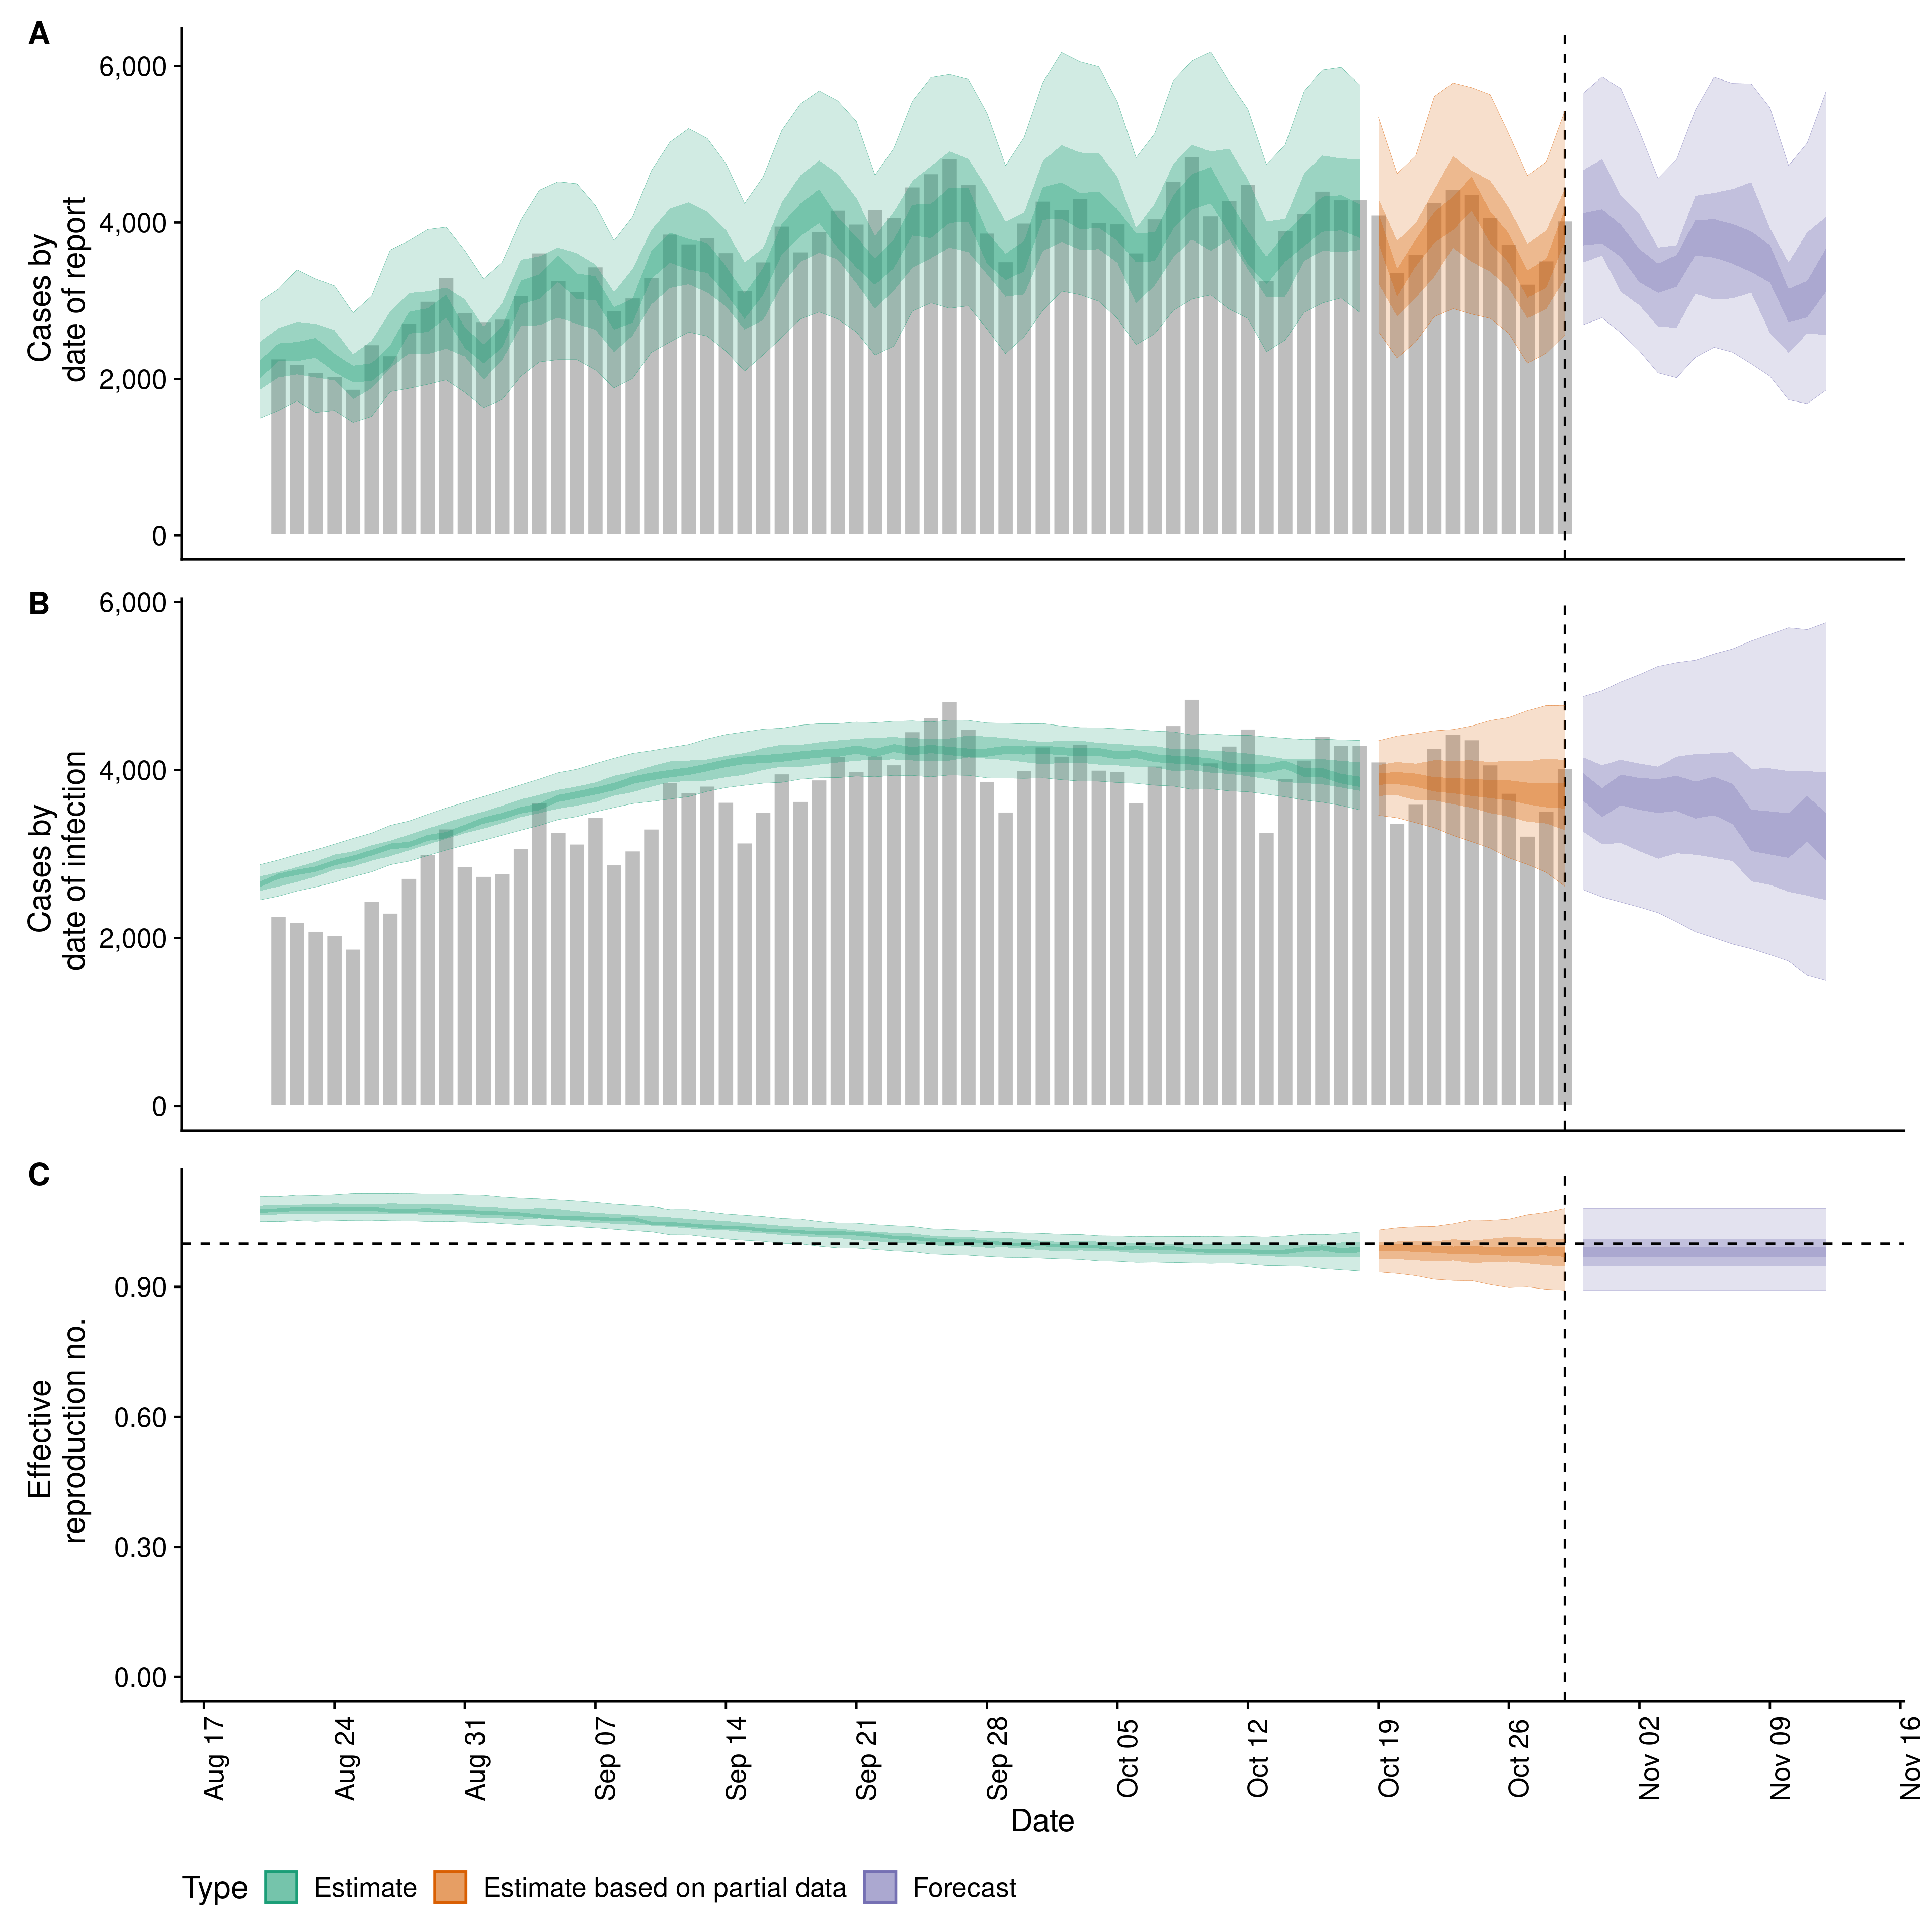 A
Cases by
date of report
6,000
4,000
2,000
0
B
Cases by
date of infection
6,000
4,000
2,000
0
C
Effective
reproduction no.
0.90
0.60
0.30
0.00
Aug 17
Aug 24
Aug 31
Sep 07
Sep 14
Sep 21
Sep 28
Oct 05
Oct 12
Oct 19
Oct 26
Nov 02
Nov 09
Nov 16
Date
Type Estimate Estimate based on partial data Forecast